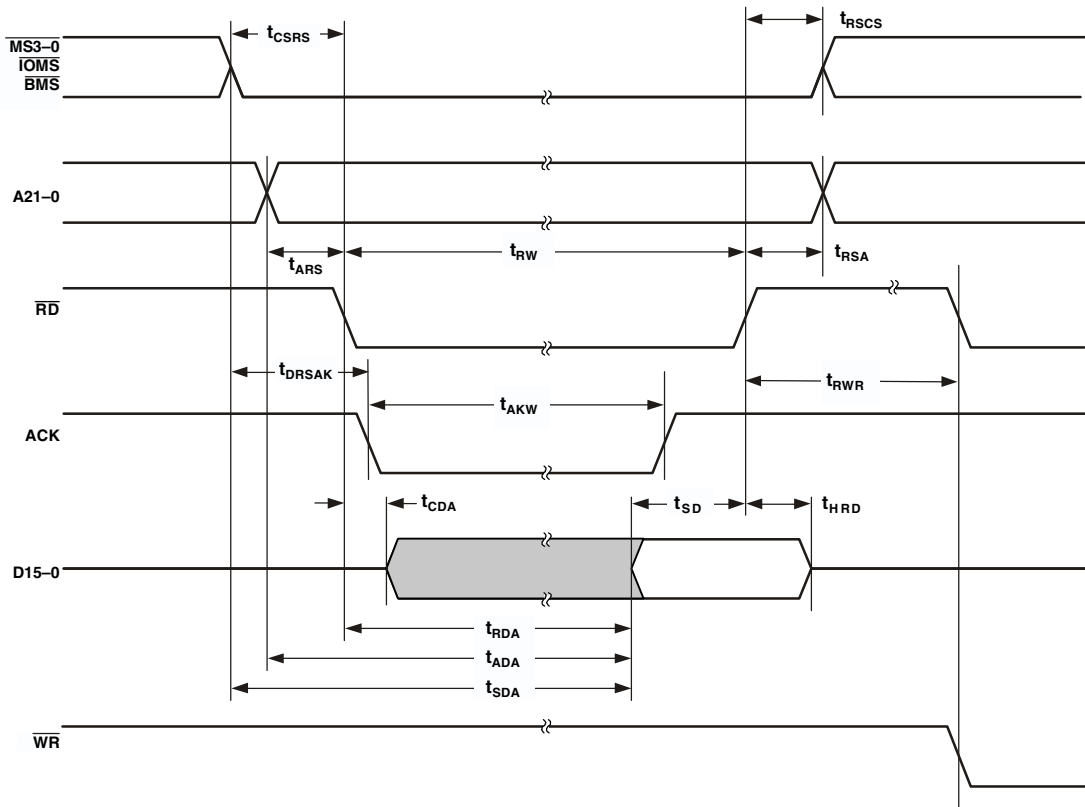 tCSRS
tRSCS
MS3–0
IOMS
BMS
A21–0
tARS
tRW
tRSA
RD
tDRSAK
tRWR
tAKW
ACK
tCDA
tSD
tHRD
D15–0
tRDA
tADA
tSDA
WR